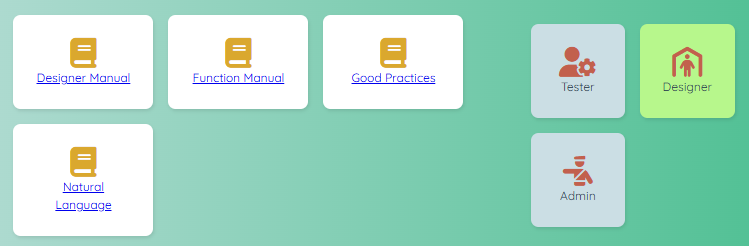 Designer Manual
Function Manual
Good Practices
Tester
Designer
Natural
Language
Admin